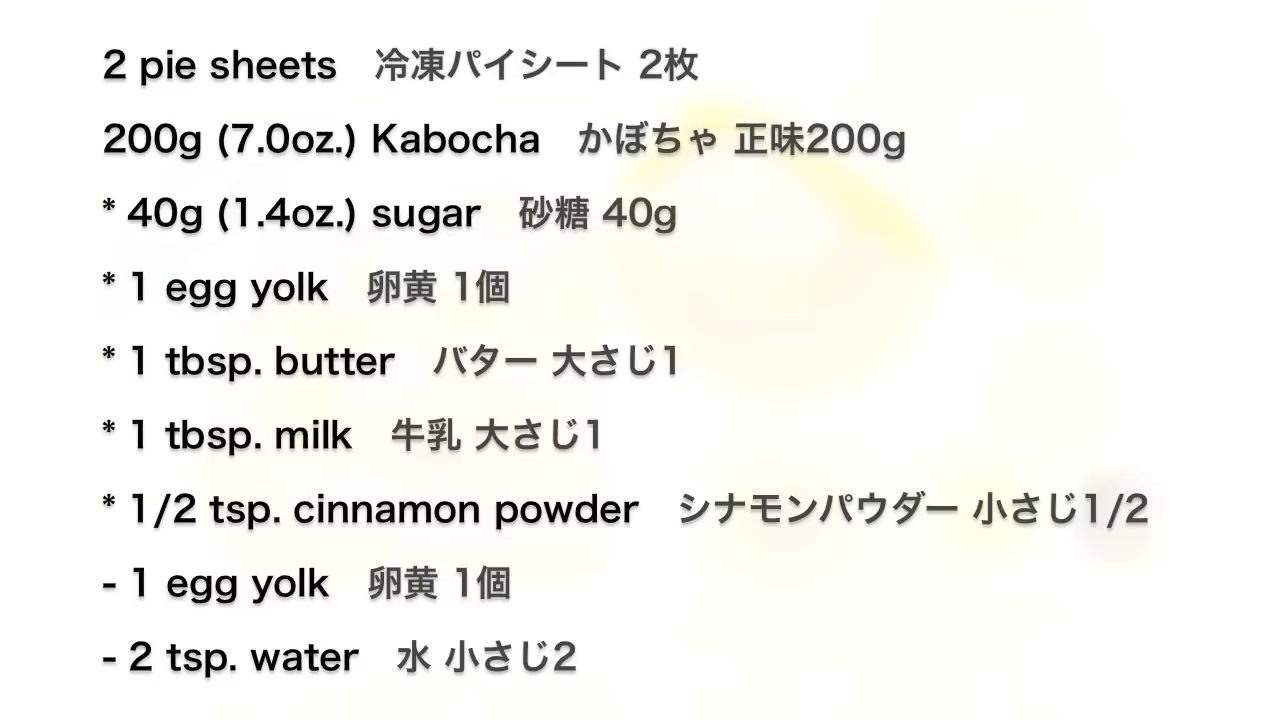 2 pie sheets　冷凍パイシート 2枚
200g (7.0oz.) Kabocha　かぼちゃ 正味200g
* 40g (1.4oz.) sugar　砂糖 40g
* 1 egg yolk　卵黄 1個
* 1 tbsp. butter　バター 大さじ1
* 1 tbsp. milk　牛乳 大さじ1
* 1/2 tsp. cinnamon powder　シナモンパウダー 小さじ1/2
- 1 egg yolk　卵黄 1個
- 2 tsp. water　水 小さじ2